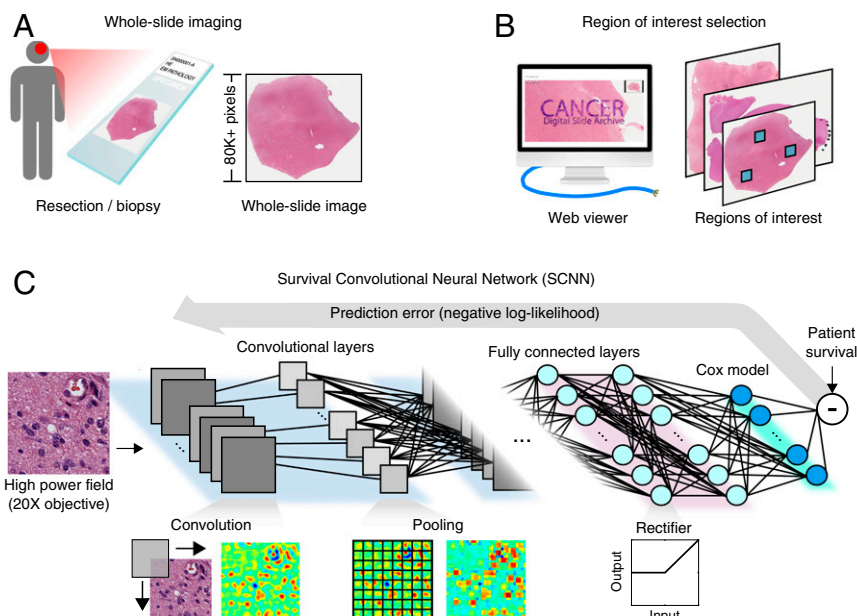 A
Whole-slide imaging
HE
80K+ pixels
Resection / biopsy
Whole-slide image
B
Region of interest selection
CANCER
Digital Slide Archive
Web viewer
Regions of interest
C
Survival Convolutional Neural Network (SCNN)
Prediction error (negative log-likelihood)
Patient
survival
Convolutional layers
Fully connected layers
Cox model
-
...
High power field
(20X objective)
Convolution
Pooling
Rectifier
Output
Input